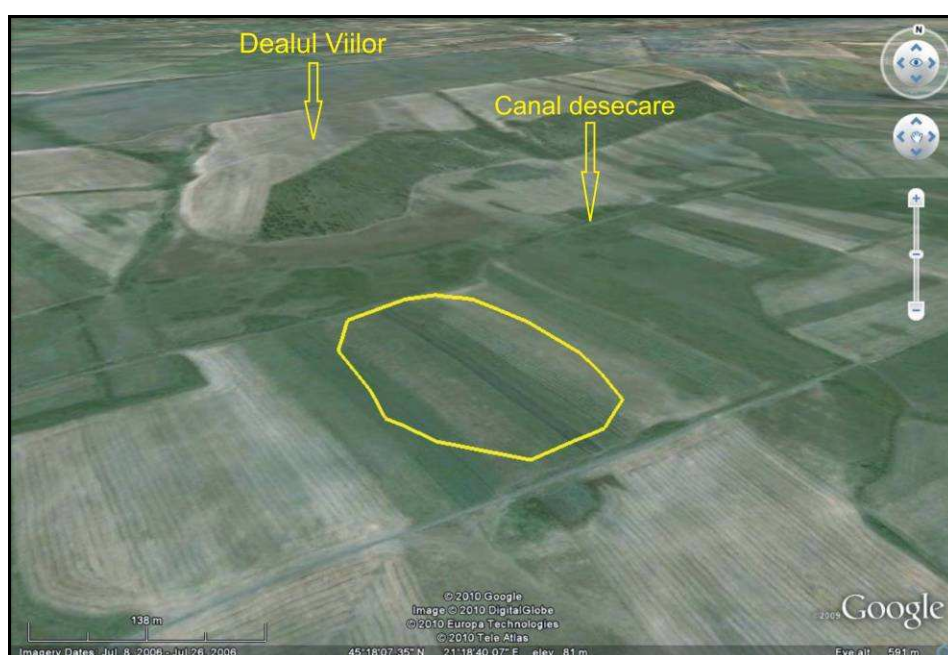 Dealul Viilor
Canal desecare
N
138 m
© 2010 Google
Image © 2010 DigitalGlobe
© 2010 Europa Technologies
© 2010 Tele Atlas
©2009 Google
Imagery Dates: Jul 8, 2006 - Jul 26, 2006
45°18'07.35" N 21°18'40.07" E elev 81 m
Eye alt 591 m